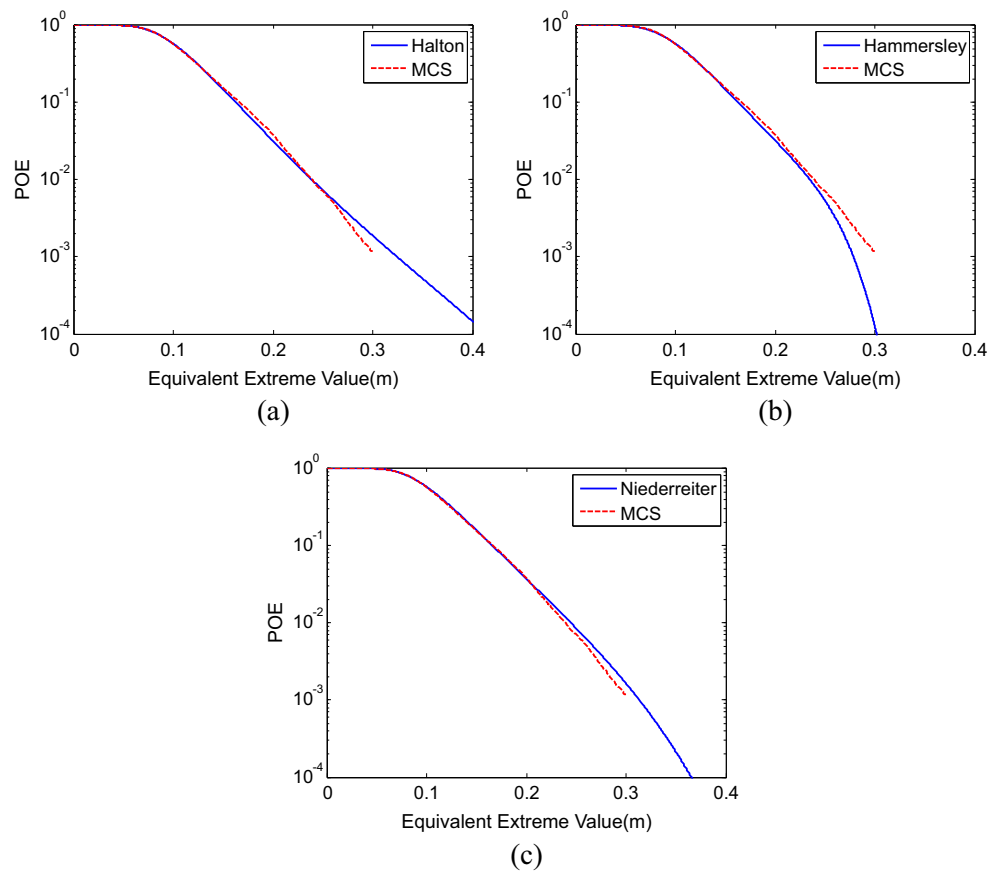 10^0
10^-1
10^-2
10^-3
10^-4
POE
0
0.1
0.2
0.3
0.4
Equivalent Extreme Value(m)
Halton
MCS
(a)
10^0
10^-1
10^-2
10^-3
10^-4
POE
0
0.1
0.2
0.3
0.4
Equivalent Extreme Value(m)
Hammersley
MCS
(b)
10^0
10^-1
10^-2
10^-3
10^-4
POE
0
0.1
0.2
0.3
0.4
Equivalent Extreme Value(m)
Niederreiter
MCS
(c)